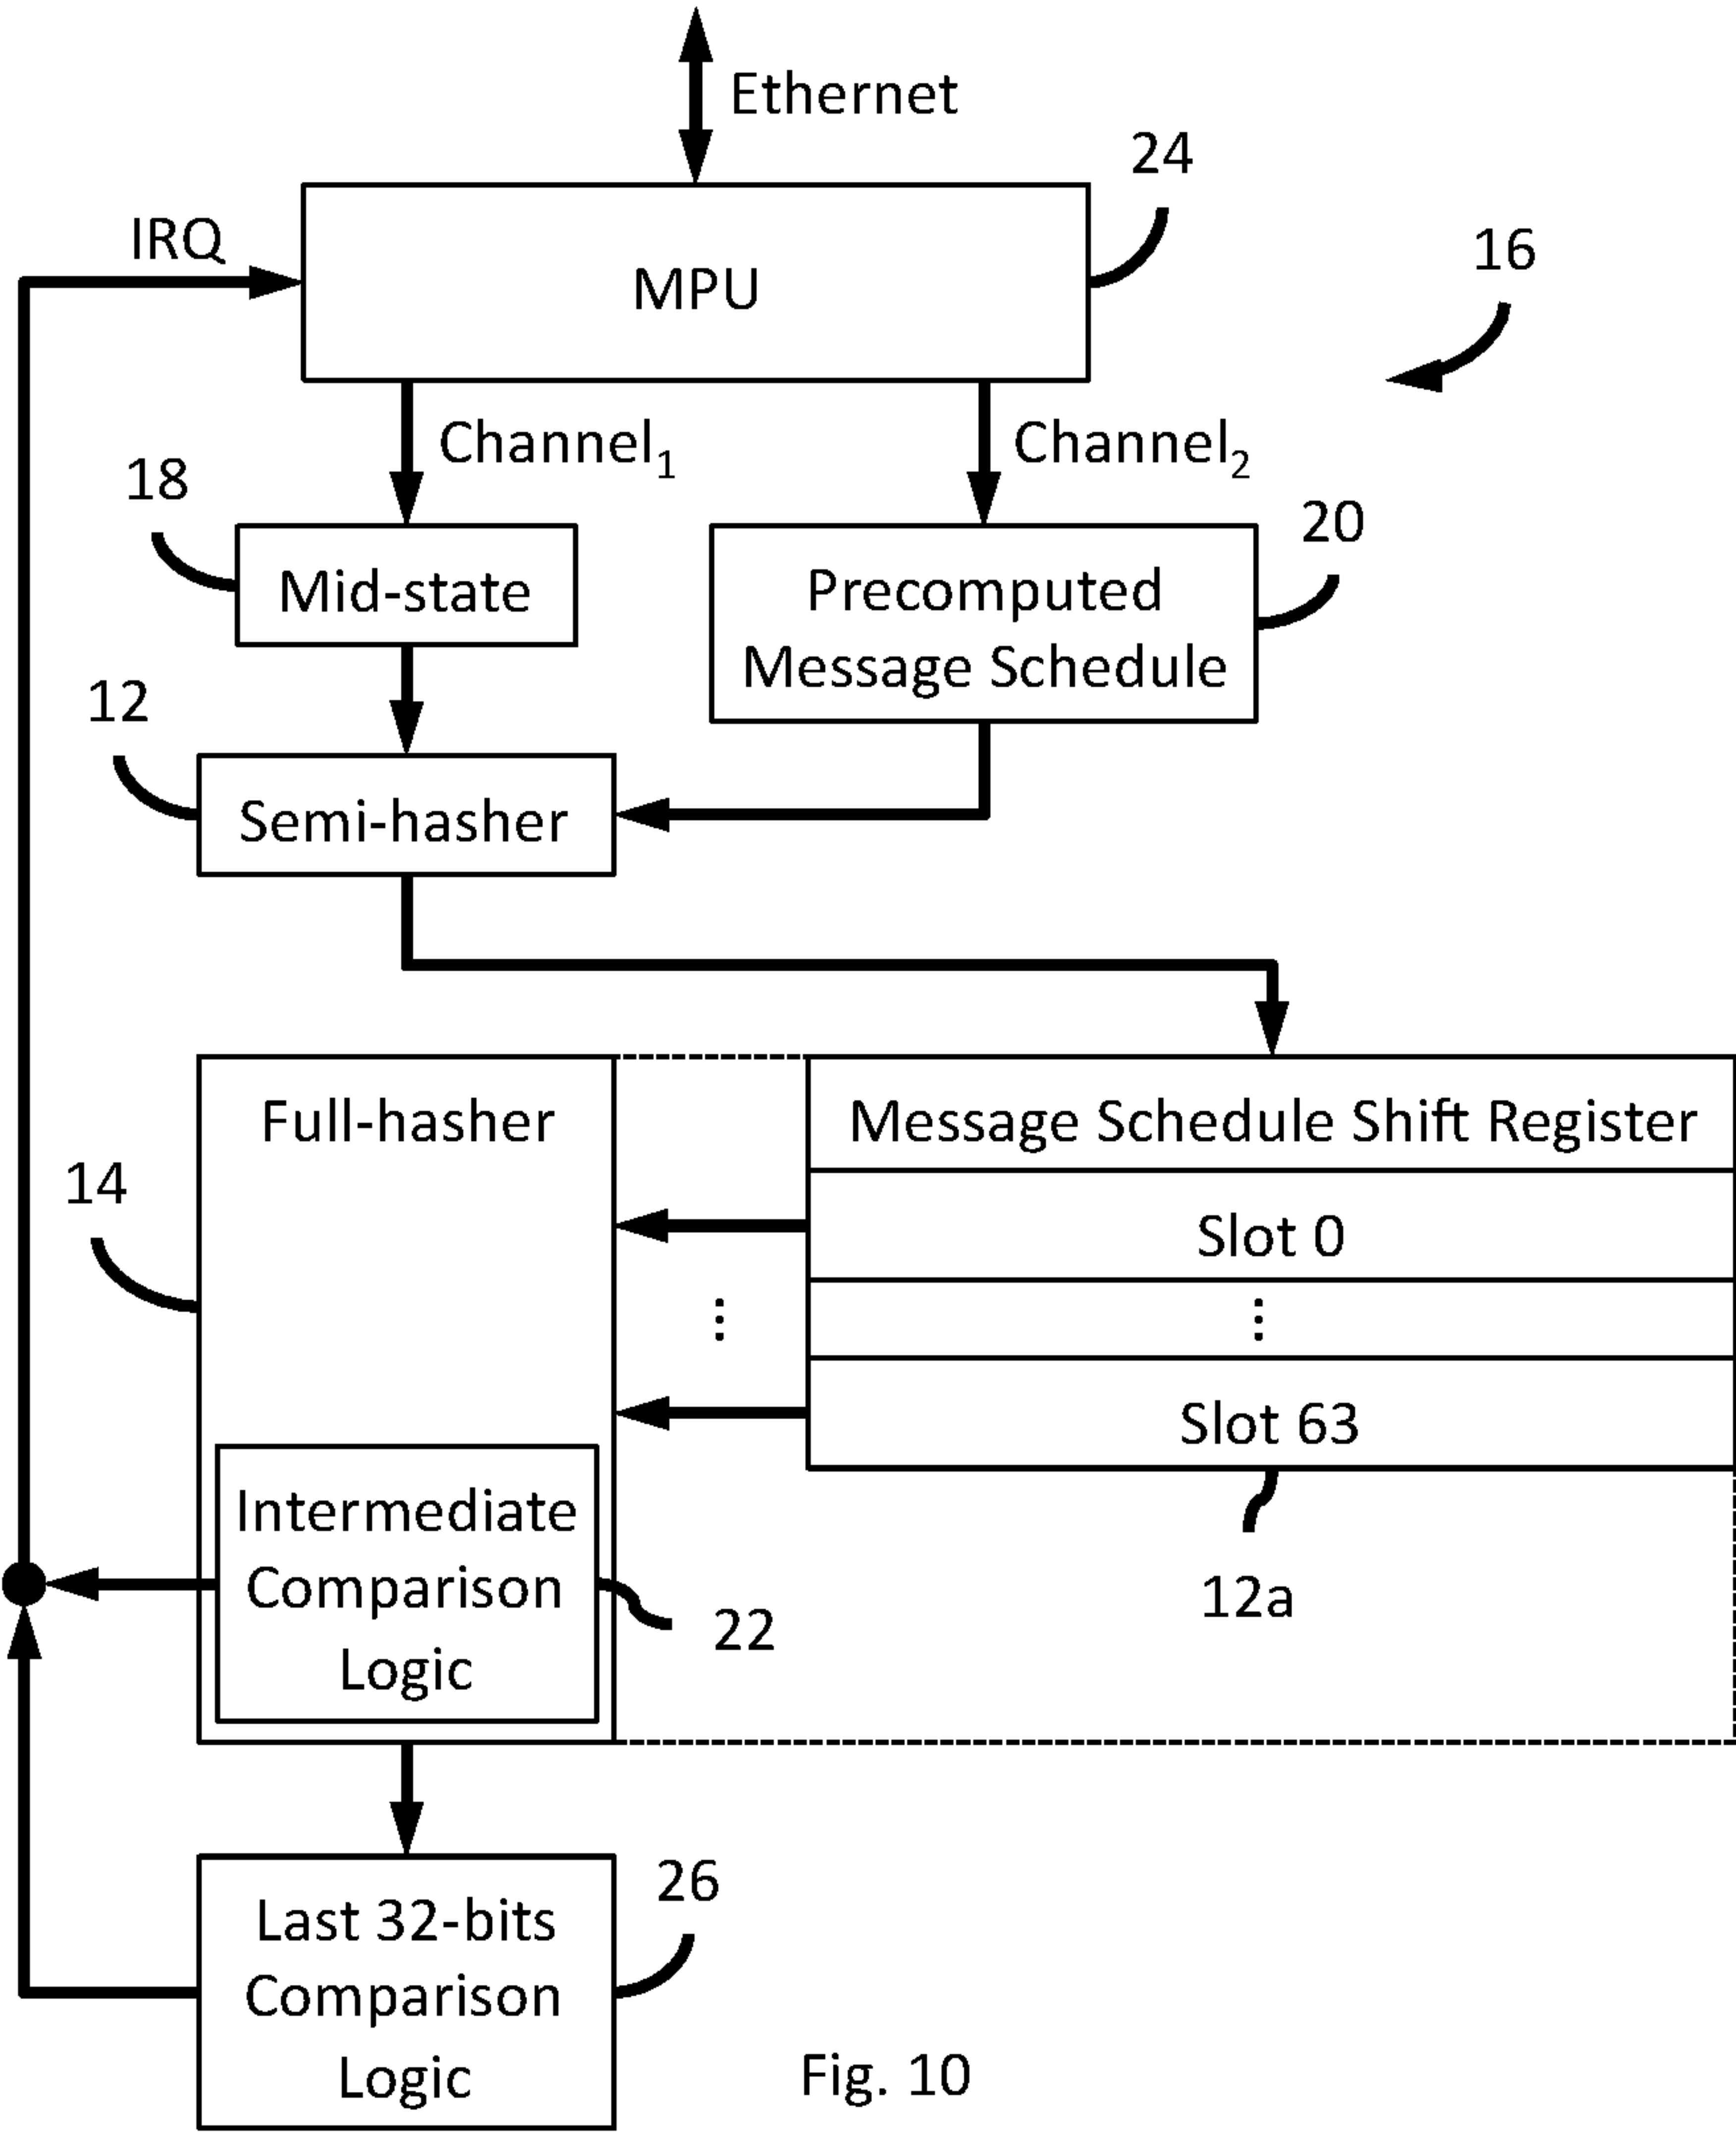 Ethernet
24
IRQ
16
MPU
Channel1
Channel2
18
20
Mid-state
Precomputed
Message Schedule
12
Semi-hasher
Full-hasher
Message Schedule Shift Register
14
Slot 0
⋮
⋮
Slot 63
Intermediate
Comparison
Logic
12a
22
26
Last 32-bits
Comparison
Logic
Fig. 10